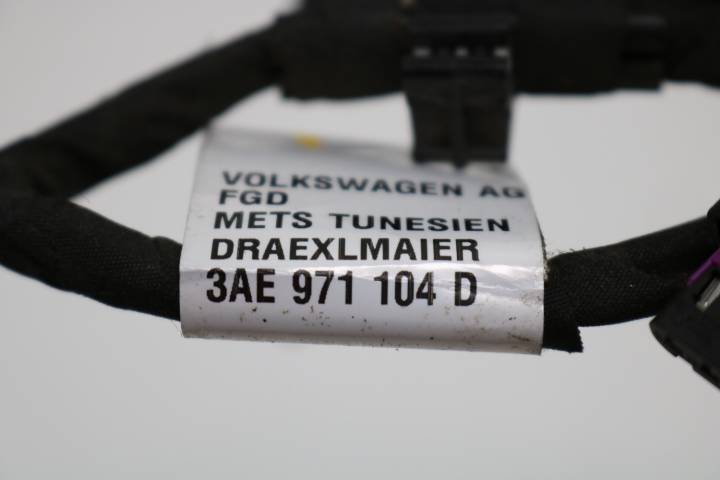 VOLKSWAGEN AG
FGD
METS TUNESIEN
DRAEXLMAIER
3AE 971 104 D